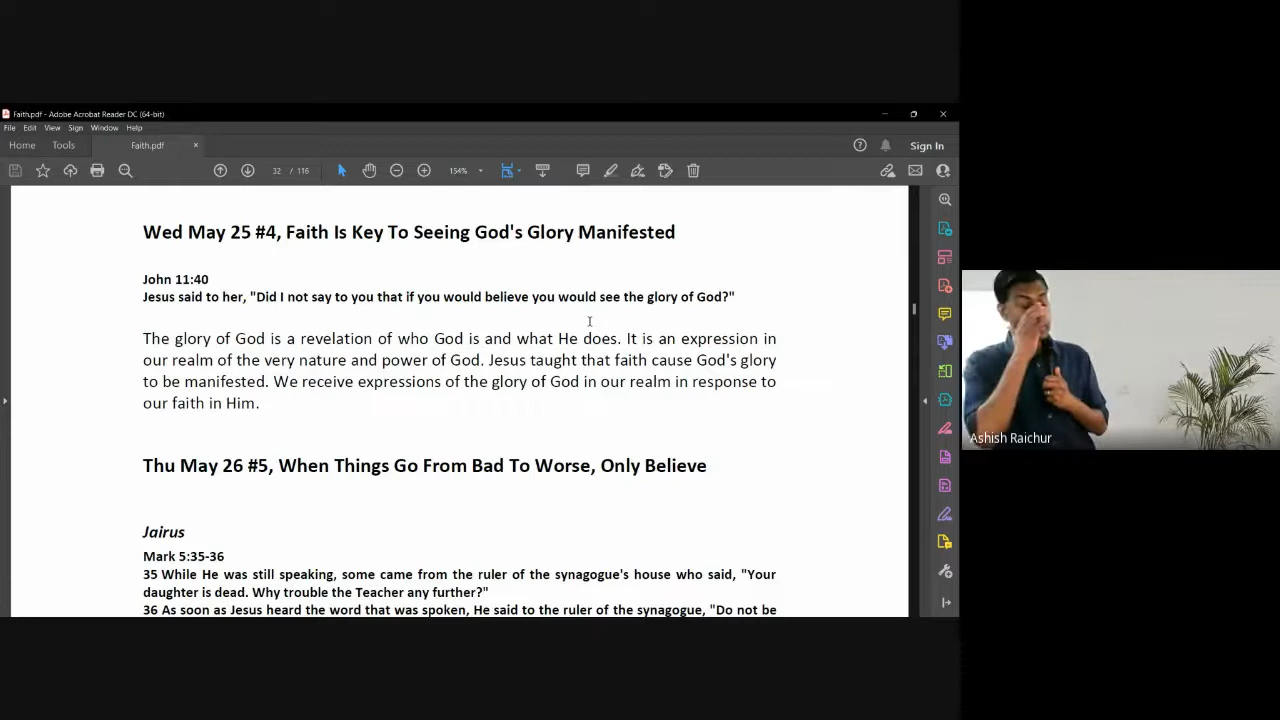 Faith.pdf - Adobe Acrobat Reader DC (64-bit)
File Edit View Sign Window Help
Home Tools Faith.pdf × Sign In
32 / 116 154%
Wed May 25 #4, Faith Is Key To Seeing God's Glory Manifested
John 11:40
Jesus said to her, "Did I not say to you that if you would believe you would see the glory of God?"
The glory of God is a revelation of who God is and what He does. It is an expression in
our realm of the very nature and power of God. Jesus taught that faith cause God's glory
to be manifested. We receive expressions of the glory of God in our realm in response to
our faith in Him.
Thu May 26 #5, When Things Go From Bad To Worse, Only Believe
Jairus
Mark 5:35-36
35 While He was still speaking, some came from the ruler of the synagogue's house who said, "Your
daughter is dead. Why trouble the Teacher any further?"
36 As soon as Jesus heard the word that was spoken, He said to the ruler of the synagogue, "Do not be
Ashish Raichur